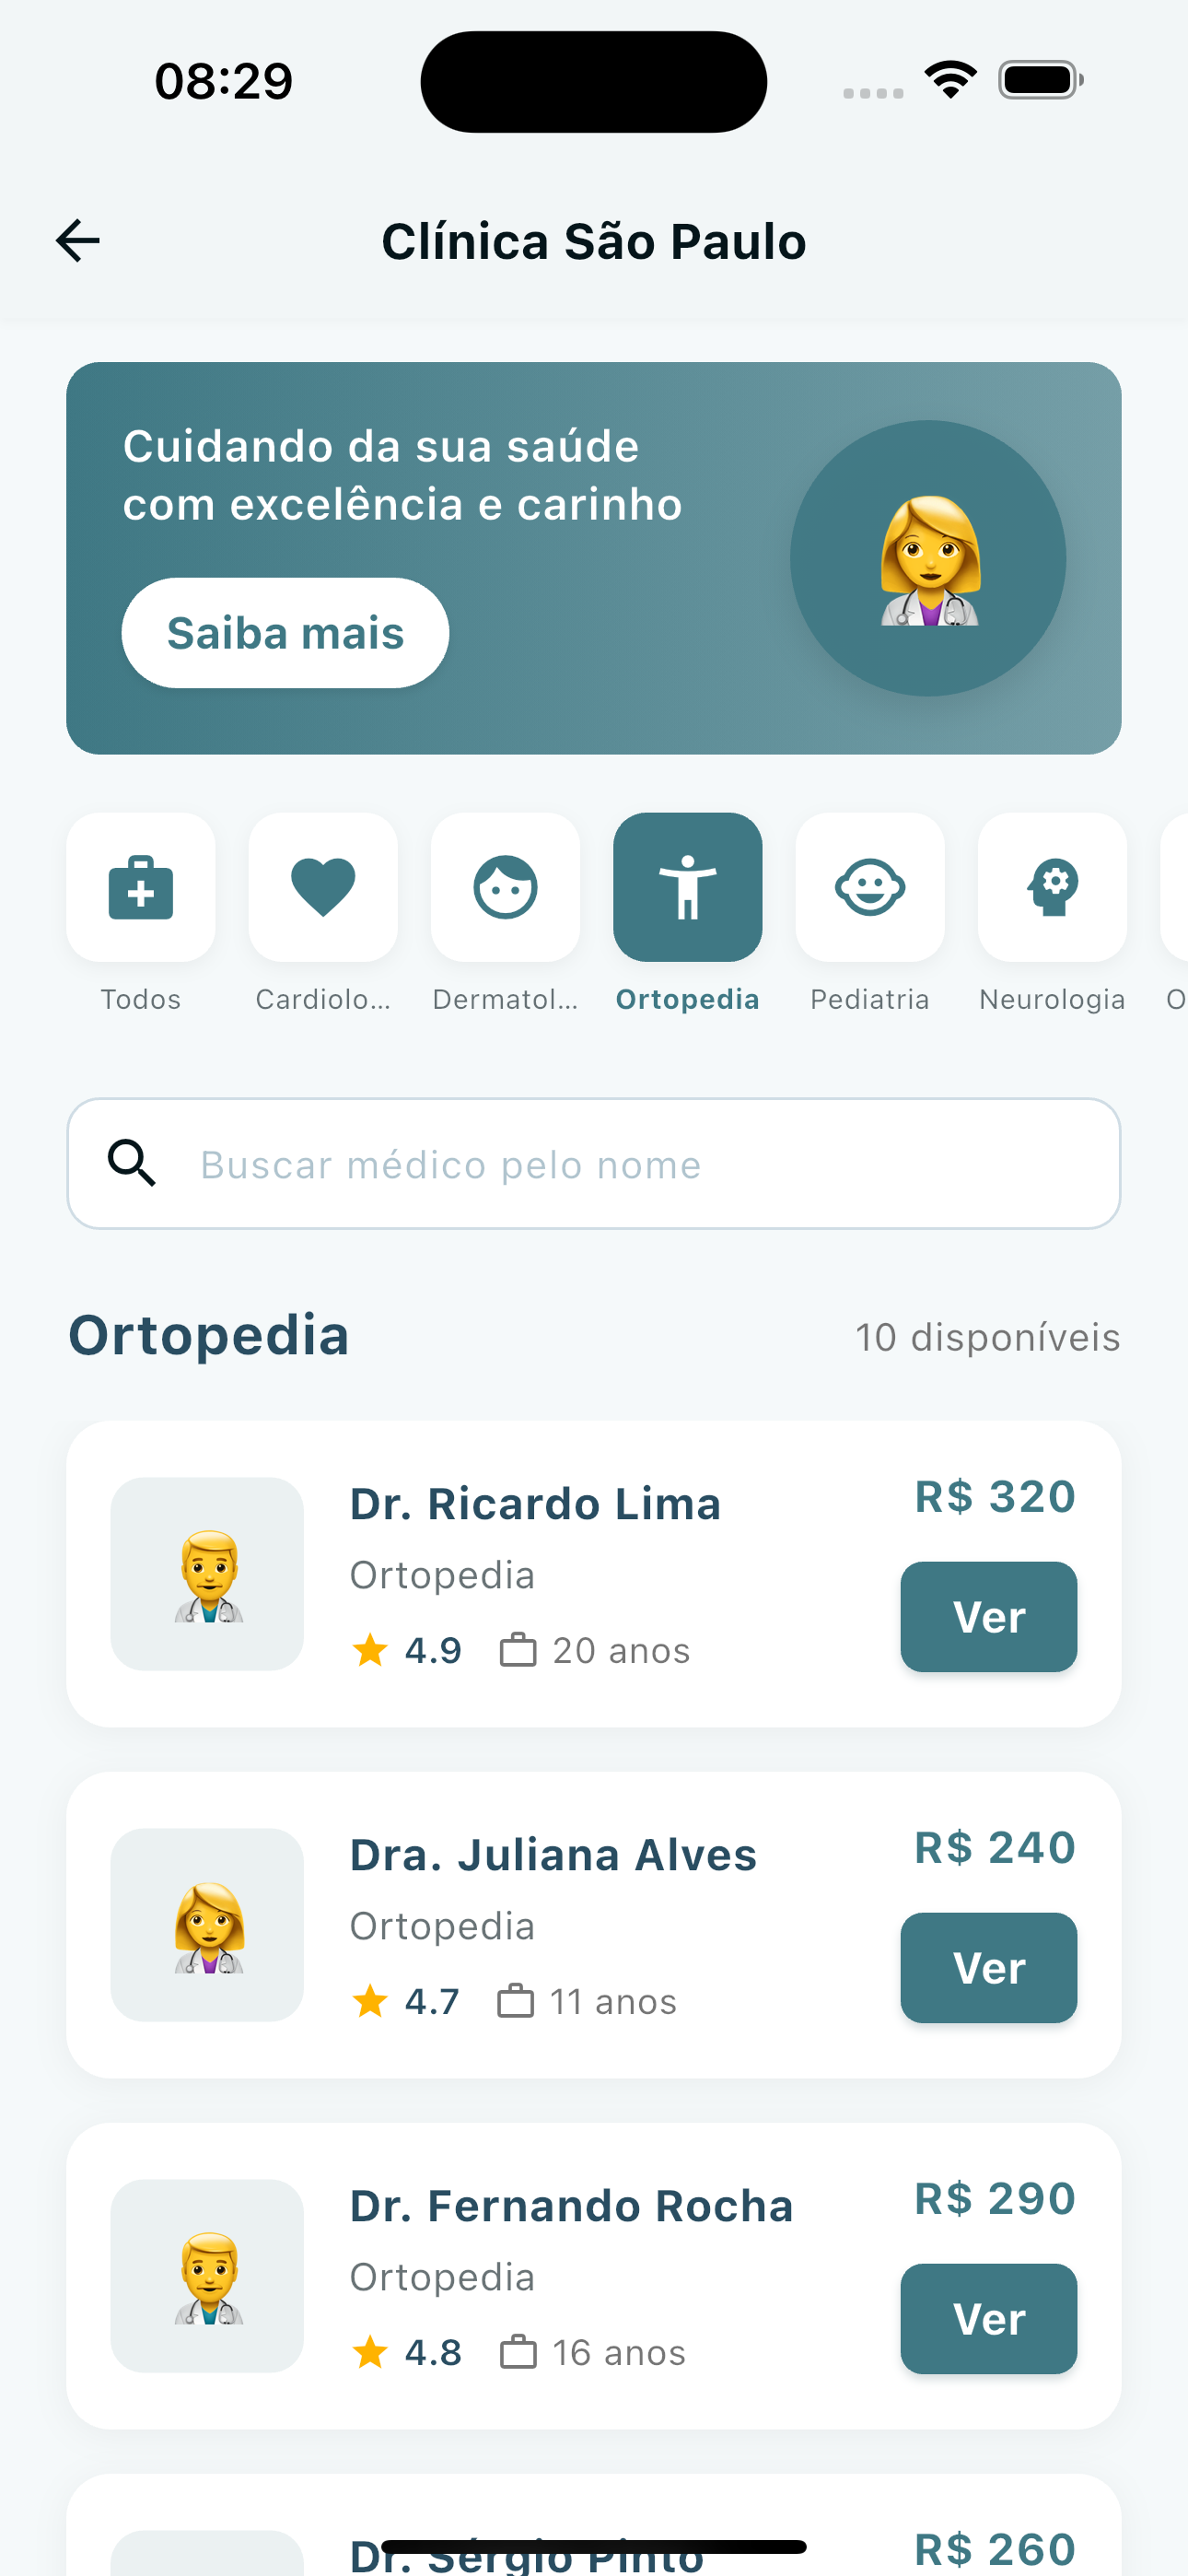 08:29
Clínica São Paulo
Cuidando da sua saúde
com excelência e carinho
Saiba mais
Todos
Cardiolo...
Dermatol...
Ortopedia
Pediatria
Neurologia
O
Buscar médico pelo nome
Ortopedia
10 disponíveis
Dr. Ricardo Lima
R$ 320
Ortopedia
Ver
4.9
20 anos
Dra. Juliana Alves
R$ 240
Ortopedia
Ver
4.7
11 anos
Dr. Fernando Rocha
R$ 290
Ortopedia
Ver
4.8
16 anos
Dr. Sérgio Pinto
R$ 260